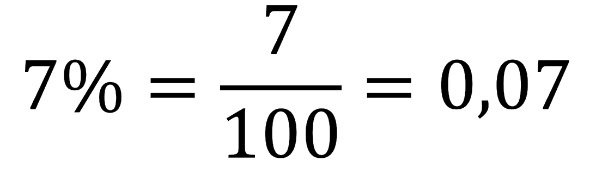 7% = 7/100 = 0,07